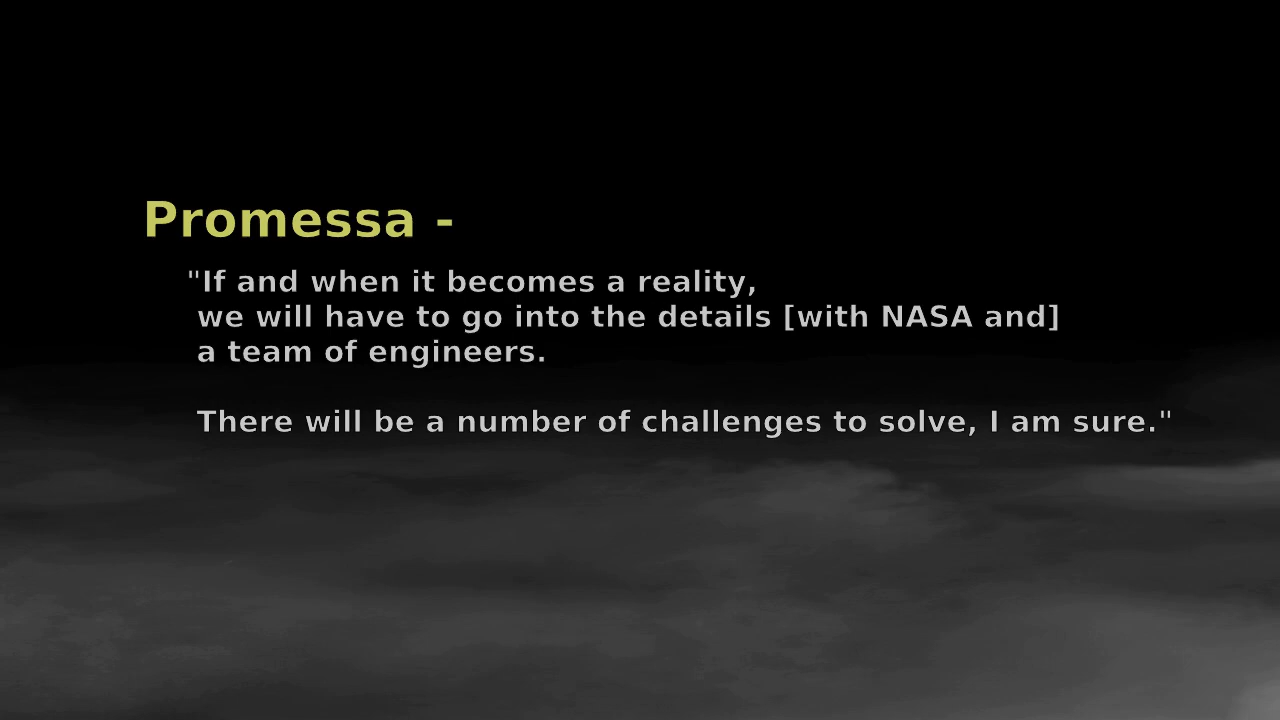 Promessa -
"If and when it becomes a reality,
we will have to go into the details [with NASA and]
a team of engineers.
There will be a number of challenges to solve, I am sure."